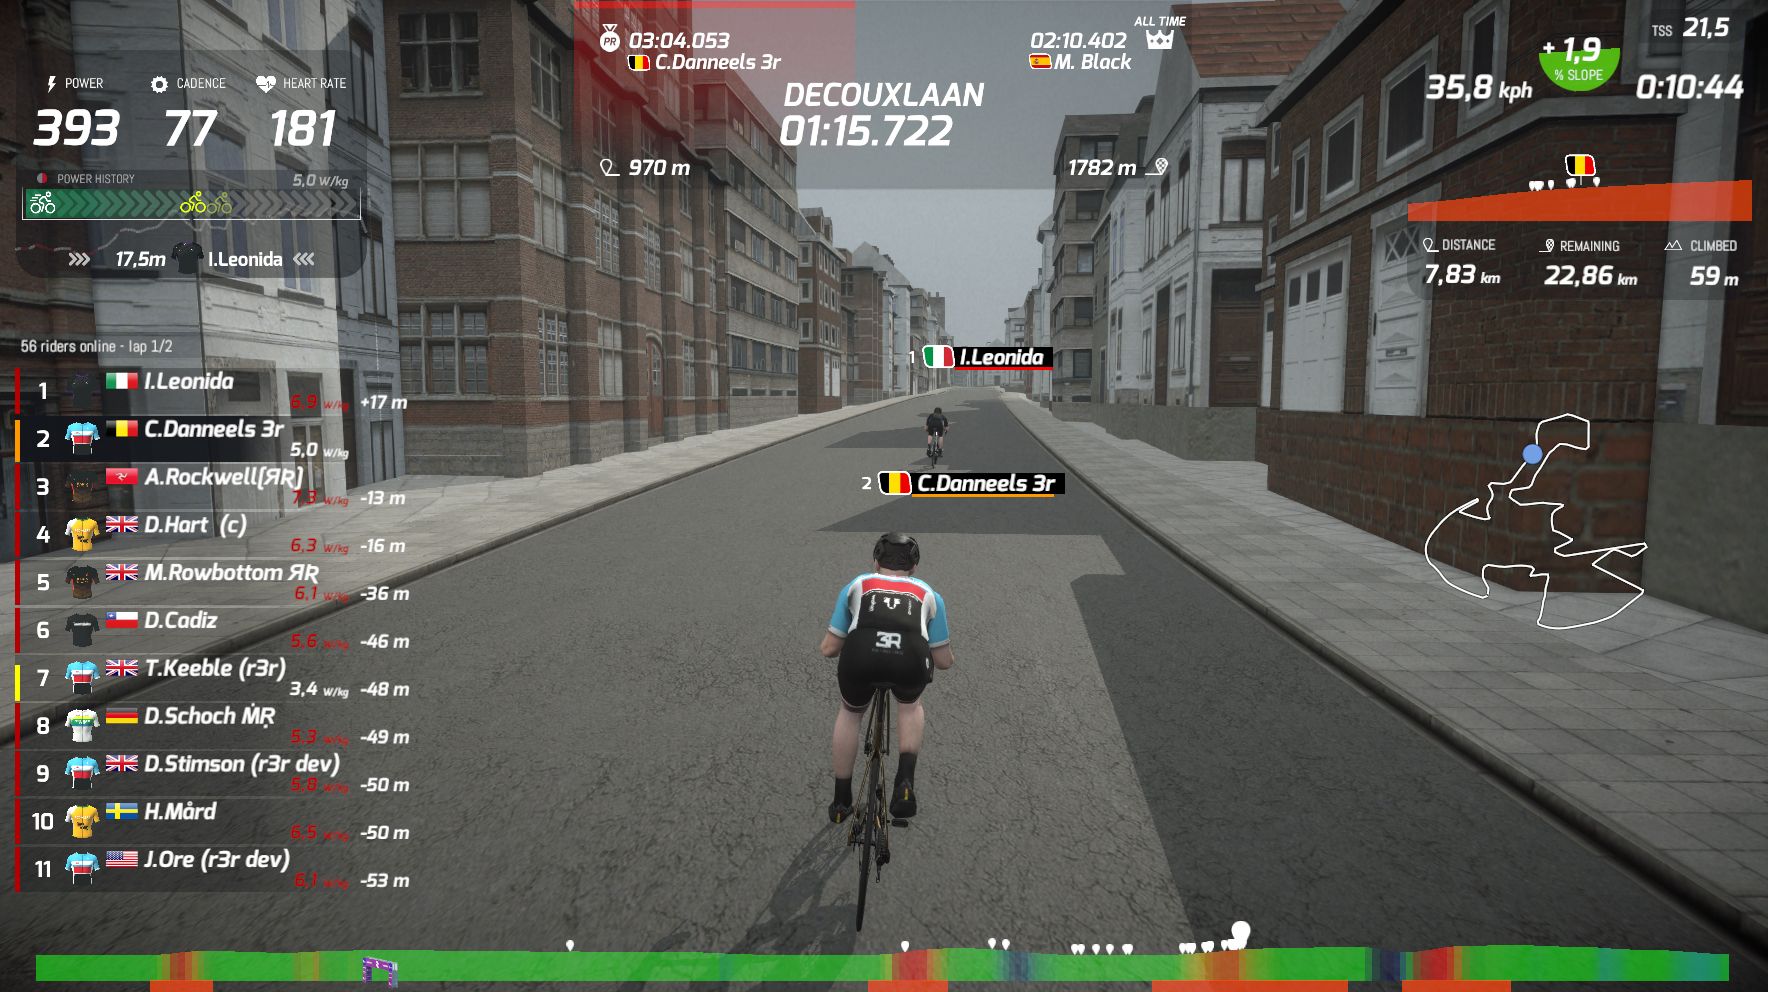 POWER CADENCE HEART RATE
393 77 181
POWER HISTORY 5,0 W/kg
17,5m I.Leonida
PR 03:04.053
C.Danneels 3r
ALL TIME
02:10.402
M. Black
DECOUXLAAN
01:15.722
970 m 1782 m
TSS 21,5
+1,9
% SLOPE
35,8 kph 0:10:44
DISTANCE REMAINING CLIMBED
7,83 km 22,86 km 59 m
56 riders online - lap 1/2
1 I.Leonida
6,9 W/kg +17 m
2 C.Danneels 3r
5,0 W/kg
3 A.Rockwell[ЯR]
7,3 W/kg -13 m
4 D.Hart (c)
6,3 W/kg -16 m
5 M.Rowbottom ЯR
6,1 W/kg -36 m
6 D.Cadiz
5,6 W/kg -46 m
7 T.Keeble (r3r)
3,4 W/kg -48 m
8 D.Schoch ṀṚ
5,3 W/kg -49 m
9 D.Stimson (r3r dev)
5,8 W/kg -50 m
10 H.Mård
6,5 W/kg -50 m
11 J.Ore (r3r dev)
6,1 W/kg -53 m
1 I.Leonida
2 C.Danneels 3r
3R